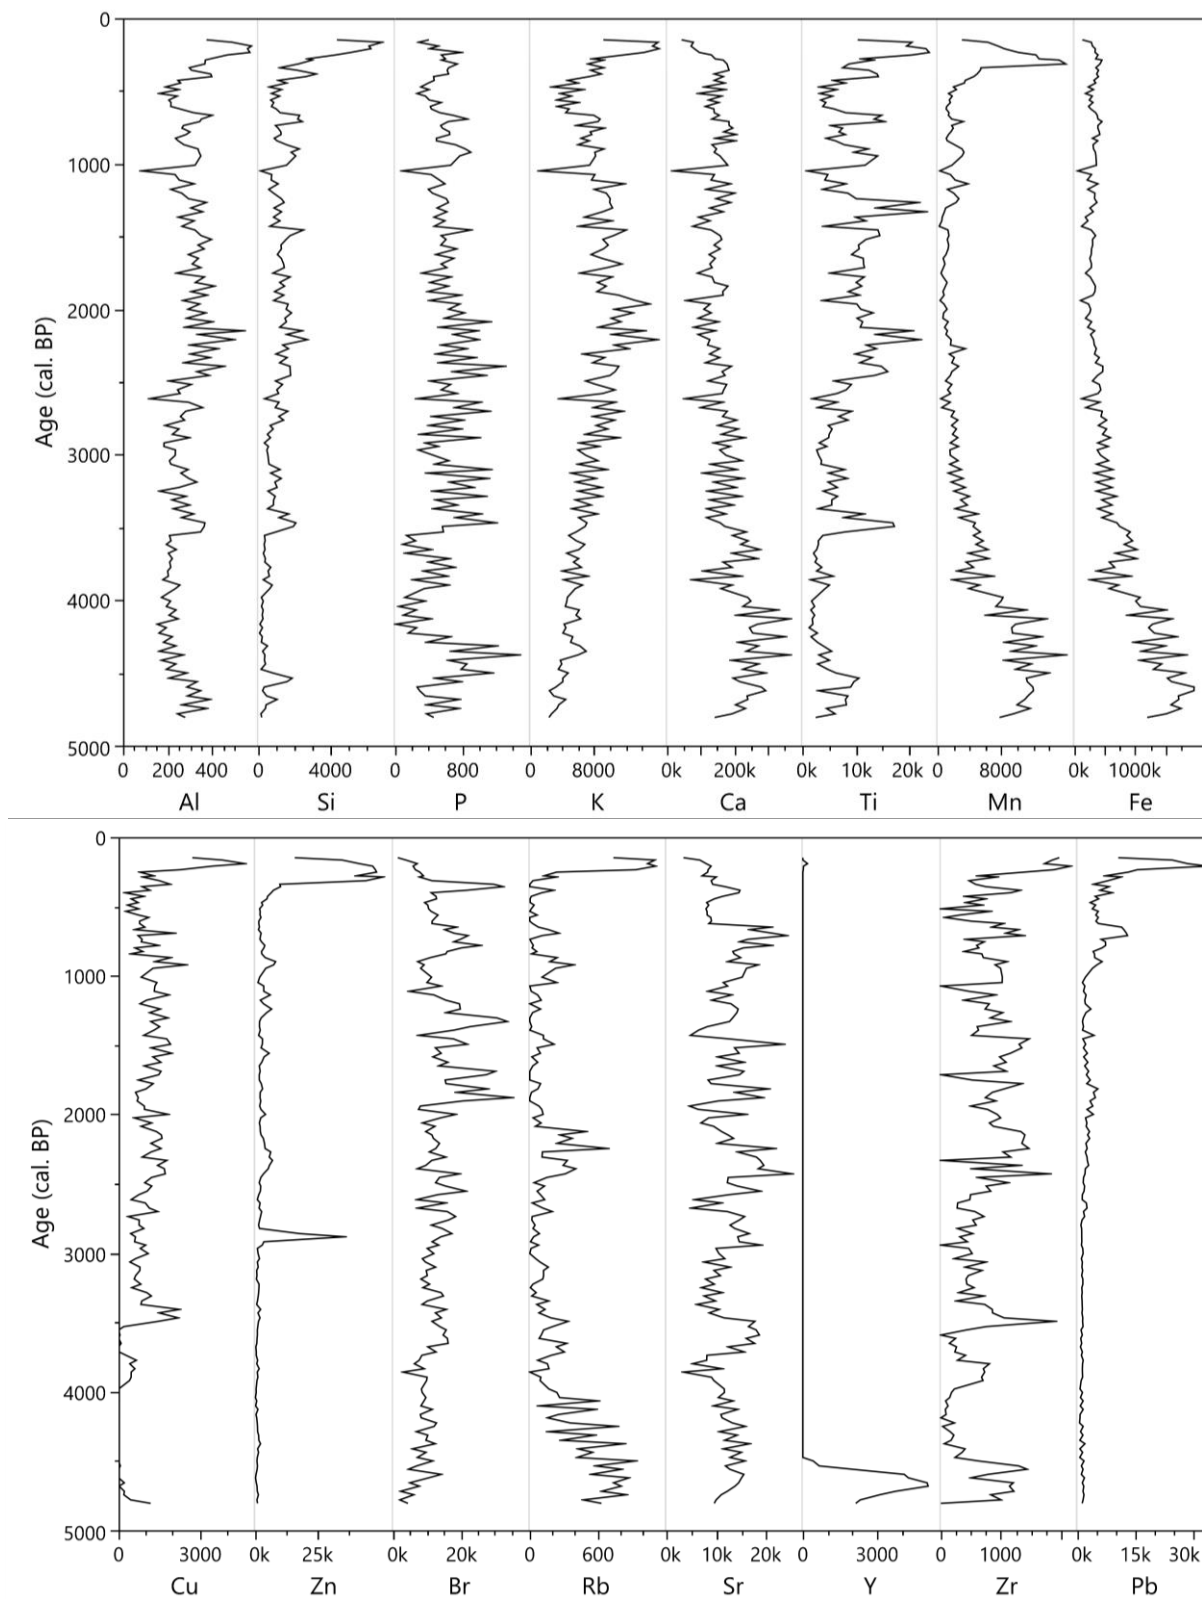 0
1000
2000
3000
4000
5000
Age (cal. BP)
0 200 400 0 4000 0 800 0 8000 0k 200k 0k 10k 20k 0 8000 0k 1000k
Al Si P K Ca Ti Mn Fe
0
1000
2000
3000
4000
5000
Age (cal. BP)
0 3000 0k 25k 0k 20k 0 600 0k 10k 20k 0 3000 0 1000 0k 15k 30k
Cu Zn Br Rb Sr Y Zr Pb